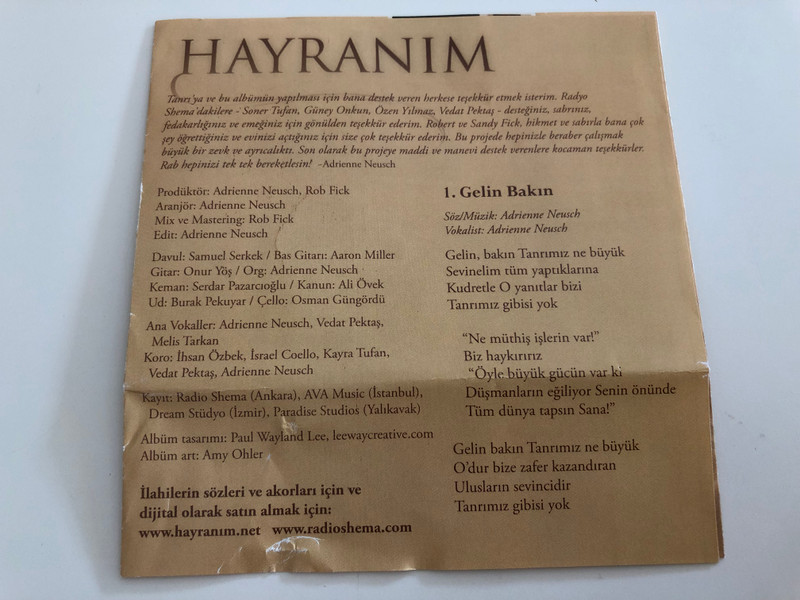 HAYRANIM
Tanrı'ya ve bu albümün yapılması için bana destek veren herkese teşekkür etmek isterim. Radyo
Shema'dakilere - Soner Tufan, Güney Onkun, Özen Yılmaz, Vedat Pektaş - desteğiniz, sabrınız,
fedakarlığınız ve emeğiniz için gönülden teşekkür ederim. Robert ve Sandy Fick, hikmet ve sabırla bana çok
şey öğrettiğiniz ve evinizi açtığınız için size çok teşekkür ederim. Bu projede hepinizle beraber çalışmak
büyük bir zevk ve ayrıcalıktı. Son olarak bu projeye maddi ve manevi destek verenlere kocaman teşekkürler.
Rab hepinizi tek tek bereketlesin! -Adrienne Neusch
Prodüktör: Adrienne Neusch, Rob Fick
Aranjör: Adrienne Neusch
Mix ve Mastering: Rob Fick
Edit: Adrienne Neusch
Davul: Samuel Serkek / Bas Gitarı: Aaron Miller
Gitar: Onur Yöş / Org: Adrienne Neusch
Keman: Serdar Pazarcıoğlu / Kanun: Ali Övek
Ud: Burak Pekuyar / Çello: Osman Güngördü
Ana Vokaller: Adrienne Neusch, Vedat Pektaş,
Melis Tarkan
Koro: İhsan Özbek, İsrael Coello, Kayra Tufan,
Vedat Pektaş, Adrienne Neusch
Kayıt: Radio Shema (Ankara), AVA Music (İstanbul),
Dream Stüdyo (İzmir), Paradise Studios (Yalıkavak)
Albüm tasarımı: Paul Wayland Lee, leewaycreative.com
Albüm art: Amy Ohler
İlahilerin sözleri ve akorları için ve
dijital olarak satın almak için:
www.hayranım.net www.radioshema.com
1. Gelin Bakın
Söz/Müzik: Adrienne Neusch
Vokalist: Adrienne Neusch
Gelin, bakın Tanrımız ne büyük
Sevinelim tüm yaptıklarına
Kudretle O yanıtlar bizi
Tanrımız gibisi yok
“Ne müthiş işlerin var!”
Biz haykırırız
“Öyle büyük gücün var ki
Düşmanların eğiliyor Senin önünde
Tüm dünya tapsın Sana!”
Gelin bakın Tanrımız ne büyük
O’dur bize zafer kazandıran
Ulusların sevincidir
Tanrımız gibisi yok